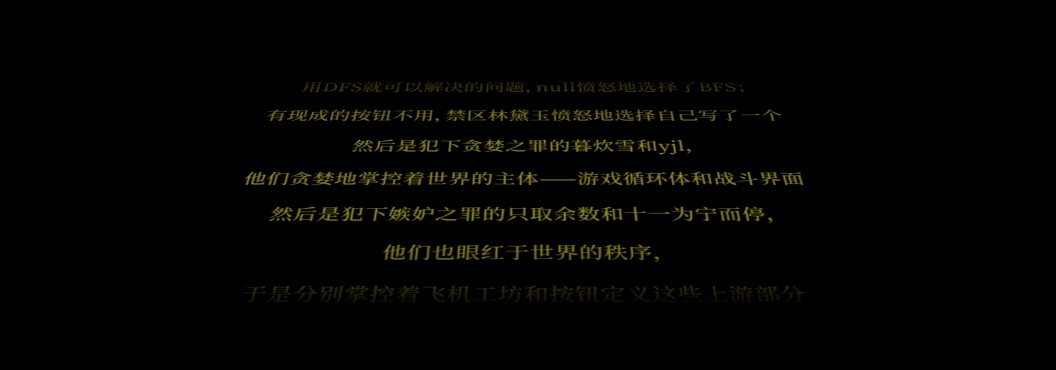 用DFS就可以解决的问题, null愤怒地选择了BFS;
有现成的按钮不用, 禁区林黛玉愤怒地选择自己写了一个
然后是犯下贪婪之罪的暮炊雪和yjl,
他们贪婪地掌控着世界的主体——游戏循环体和战斗界面
然后是犯下嫉妒之罪的只取余数和十一为宁而停,
他们也眼红于世界的秩序,
于是分别掌控着飞机工坊和按钮定义这些上游部分